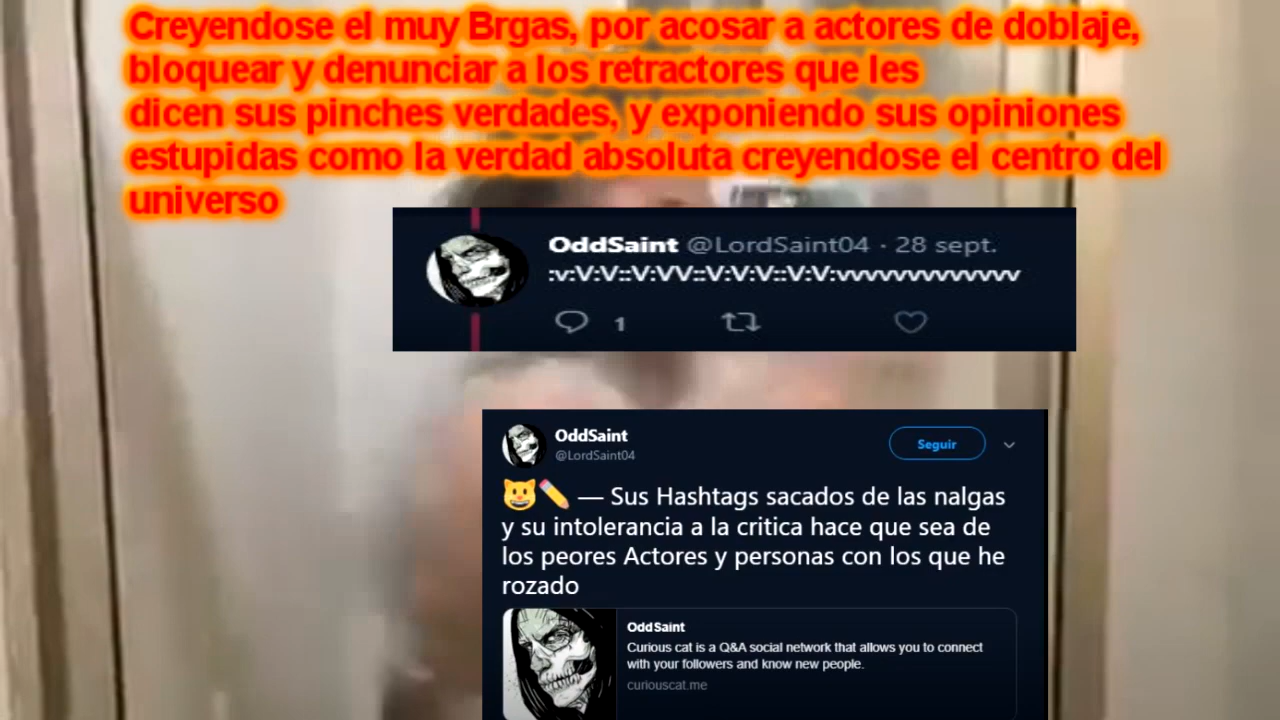 Creyendose el muy Brgas, por acosar a actores de doblaje,
bloquear y denunciar a los retractores que les
dicen sus pinches verdades, y exponiendo sus opiniones
estupidas como la verdad absoluta creyendose el centro del
universo
OddSaint @LordSaint04 · 28 sept.
:v:V:V::V:VV::V:V:V::V:V:vvvvvvvvvvvvv
1
OddSaint
@LordSaint04
Seguir
😺✏️ — Sus Hashtags sacados de las nalgas
y su intolerancia a la critica hace que sea de
los peores Actores y personas con los que he
rozado
OddSaint
Curious cat is a Q&A social network that allows you to connect
with your followers and know new people.
curiouscat.me